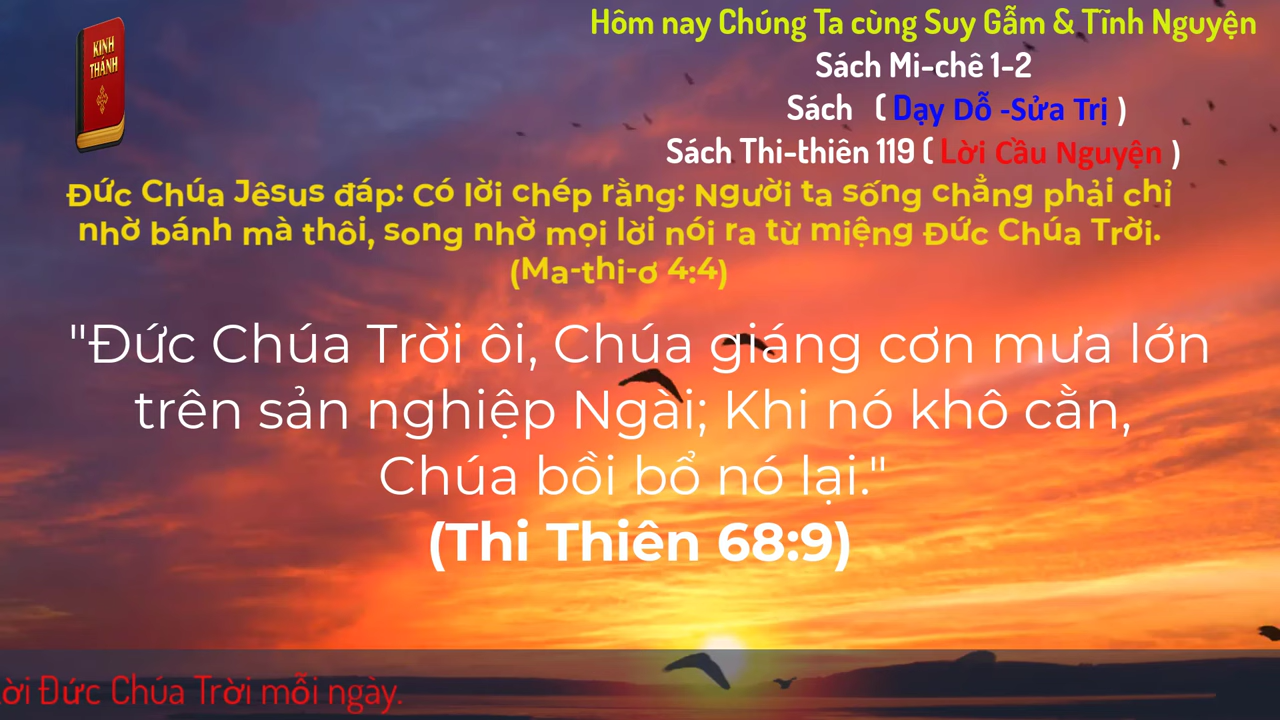 KINH
THÁNH
Hôm nay Chúng Ta cùng Suy Gẫm & Tĩnh Nguyện
Sách Mi-chê 1-2
Sách ( Dạy Dỗ -Sửa Trị )
Sách Thi-thiên 119 ( Lời Cầu Nguyện )
Đức Chúa Jêsus đáp: Có lời chép rằng: Người ta sống chẳng phải chỉ
nhờ bánh mà thôi, song nhờ mọi lời nói ra từ miệng Đức Chúa Trời.
(Ma-thi-ơ 4:4)
"Đức Chúa Trời ôi, Chúa giáng cơn mưa lớn
trên sản nghiệp Ngài; Khi nó khô cằn,
Chúa bồi bổ nó lại."
(Thi Thiên 68:9)
Đức Chúa Trời mỗi ngày.